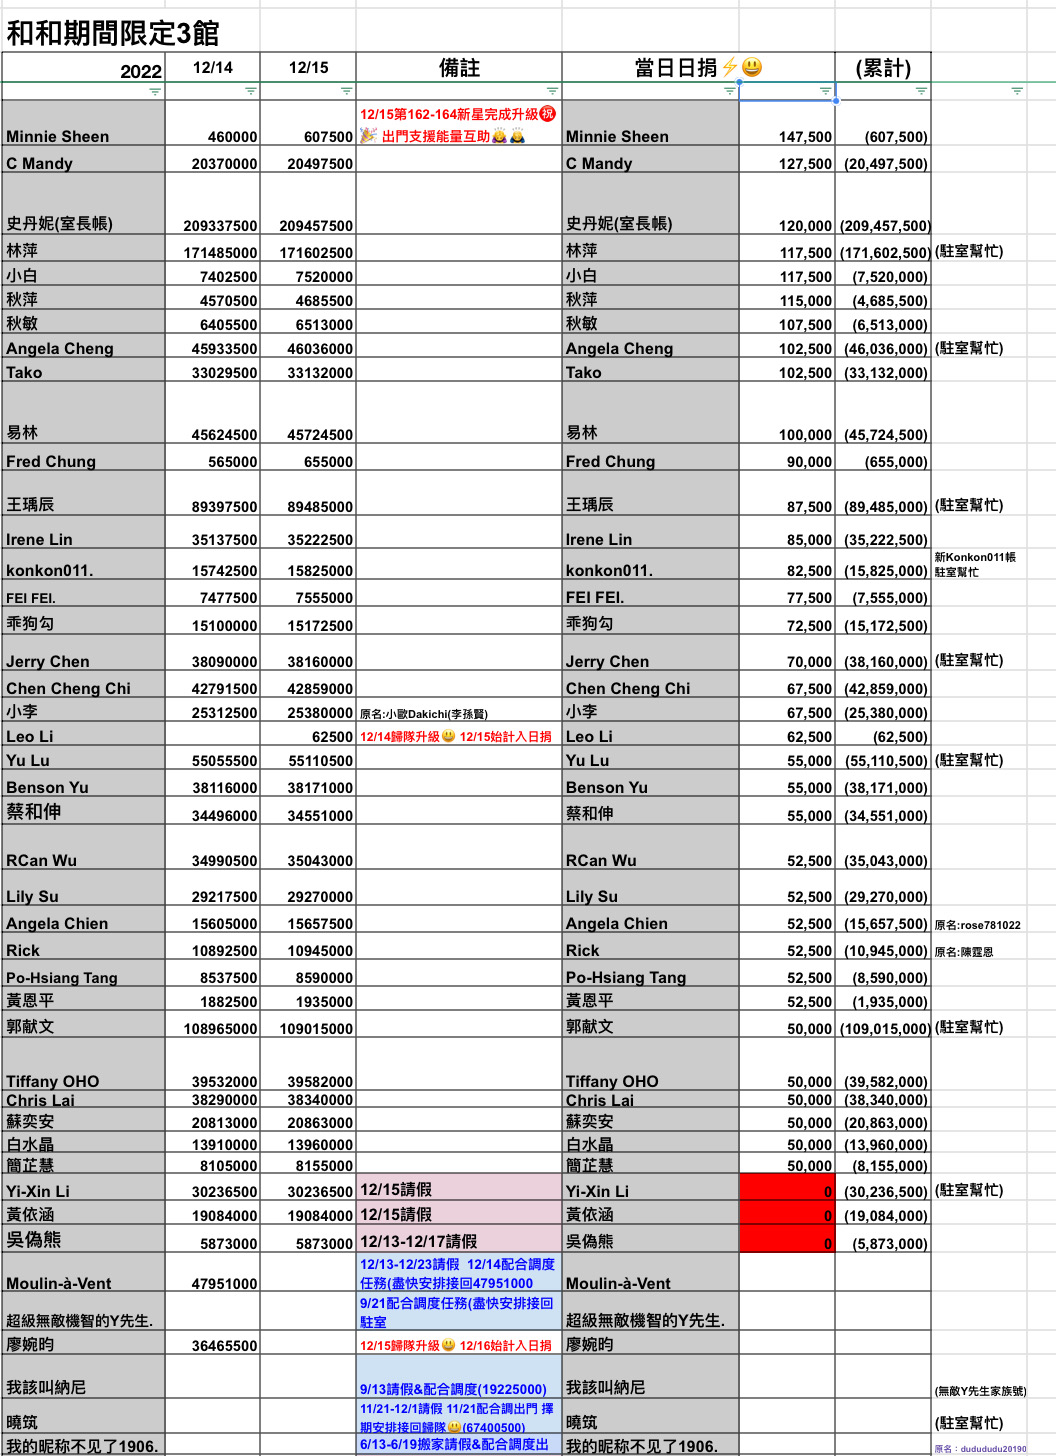 和和期間限定3館
2022 12/14 12/15 備註 當日日捐⚡😃 (累計)
12/15第162-164新星完成升級㊗
Minnie Sheen 460000 607500 🎉 出門支援能量互助🙇‍♀️🙇‍♂️ Minnie Sheen 147,500 (607,500)
C Mandy 20370000 20497500 C Mandy 127,500 (20,497,500)
史丹妮(室長帳) 209337500 209457500 史丹妮(室長帳) 120,000 (209,457,500)
林萍 171485000 171602500 林萍 117,500 (171,602,500) (駐室幫忙)
小白 7402500 7520000 小白 117,500 (7,520,000)
秋萍 4570500 4685500 秋萍 115,000 (4,685,500)
秋敏 6405500 6513000 秋敏 107,500 (6,513,000)
Angela Cheng 45933500 46036000 Angela Cheng 102,500 (46,036,000) (駐室幫忙)
Tako 33029500 33132000 Tako 102,500 (33,132,000)
易林 45624500 45724500 易林 100,000 (45,724,500)
Fred Chung 565000 655000 Fred Chung 90,000 (655,000)
王瑀辰 89397500 89485000 王瑀辰 87,500 (89,485,000) (駐室幫忙)
Irene Lin 35137500 35222500 Irene Lin 85,000 (35,222,500)
新Konkon011帳
konkon011. 15742500 15825000 konkon011. 82,500 (15,825,000) 駐室幫忙
FEI FEI. 7477500 7555000 FEI FEI. 77,500 (7,555,000)
乖狗勾 15100000 15172500 乖狗勾 72,500 (15,172,500)
Jerry Chen 38090000 38160000 Jerry Chen 70,000 (38,160,000) (駐室幫忙)
Chen Cheng Chi 42791500 42859000 Chen Cheng Chi 67,500 (42,859,000)
小李 25312500 25380000 原名:小歐Dakichi(李孫賢) 小李 67,500 (25,380,000)
Leo Li 62500 12/14歸隊升級😃 12/15始計入日捐 Leo Li 62,500 (62,500)
Yu Lu 55055500 55110500 Yu Lu 55,000 (55,110,500) (駐室幫忙)
Benson Yu 38116000 38171000 Benson Yu 55,000 (38,171,000)
蔡和伸 34496000 34551000 蔡和伸 55,000 (34,551,000)
RCan Wu 34990500 35043000 RCan Wu 52,500 (35,043,000)
Lily Su 29217500 29270000 Lily Su 52,500 (29,270,000)
Angela Chien 15605000 15657500 Angela Chien 52,500 (15,657,500) 原名:rose781022
Rick 10892500 10945000 Rick 52,500 (10,945,000) 原名:陳霆恩
Po-Hsiang Tang 8537500 8590000 Po-Hsiang Tang 52,500 (8,590,000)
黃恩平 1882500 1935000 黃恩平 52,500 (1,935,000)
郭献文 108965000 109015000 郭献文 50,000 (109,015,000) (駐室幫忙)
Tiffany OHO 39532000 39582000 Tiffany OHO 50,000 (39,582,000)
Chris Lai 38290000 38340000 Chris Lai 50,000 (38,340,000)
蘇奕安 20813000 20863000 蘇奕安 50,000 (20,863,000)
白水晶 13910000 13960000 白水晶 50,000 (13,960,000)
簡芷慧 8105000 8155000 簡芷慧 50,000 (8,155,000)
Yi-Xin Li 30236500 30236500 12/15請假 Yi-Xin Li 0 (30,236,500) (駐室幫忙)
黃依涵 19084000 19084000 12/15請假 黃依涵 0 (19,084,000)
吳偽熊 5873000 5873000 12/13-12/17請假 吳偽熊 0 (5,873,000)
12/13-12/23請假 12/14配合調度
Moulin-à-Vent 47951000 任務(盡快安排接回47951000 Moulin-à-Vent
9/21配合調度任務(盡快安排接回
超級無敵機智的Y先生. 駐室 超級無敵機智的Y先生.
廖婉昀 36465500 12/15歸隊升級😃 12/16始計入日捐 廖婉昀
我該叫納尼 9/13請假&配合調度(19225000) 我該叫納尼 (無敵Y先生家族號)
11/21-12/1請假 11/21配合調出門 擇
曉筑 期安排接回歸隊😃(67400500) 曉筑 (駐室幫忙)
我的昵称不见了1906. 6/13-6/19搬家請假&配合調度出 我的昵称不见了1906. 原名：dudududu20190